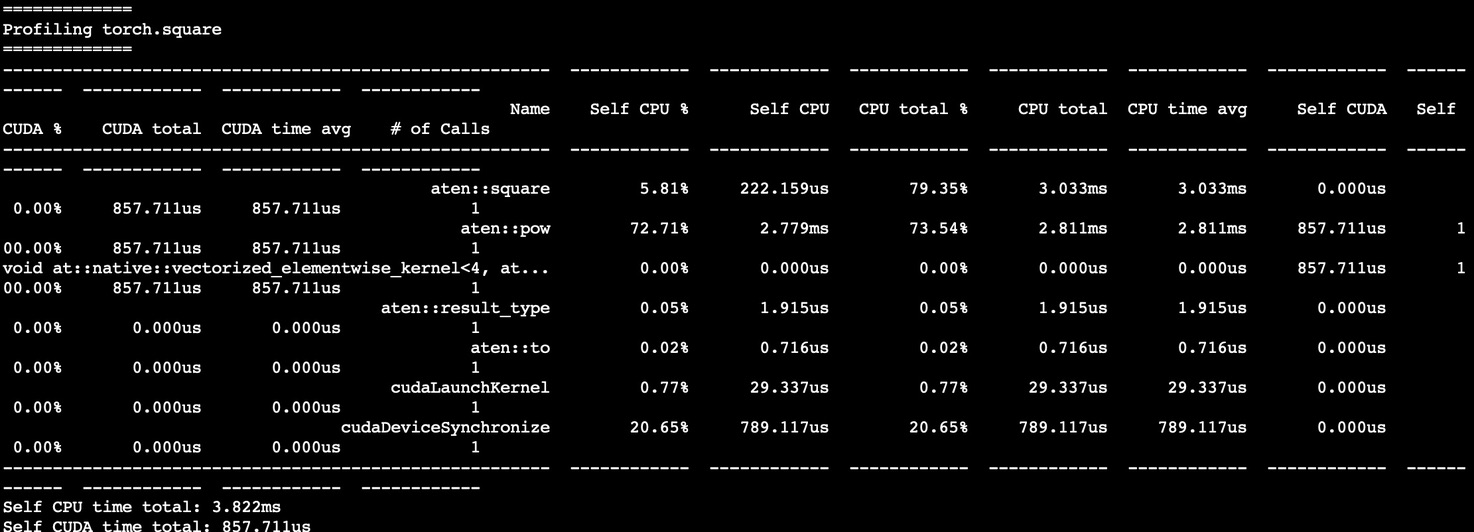 =============
Profiling torch.square
=============
-------------------------------------------------------  ------------  ------------  ------------  ------------  ------------  ------------  ------
------  ------------  ------------  ------------
                                                   Name    Self CPU %      Self CPU   CPU total %     CPU total  CPU time avg     Self CUDA   Self
CUDA %    CUDA total  CUDA time avg    # of Calls
-------------------------------------------------------  ------------  ------------  ------------  ------------  ------------  ------------  ------
------  ------------  ------------  ------------
                                           aten::square         5.81%     222.159us        79.35%       3.033ms       3.033ms       0.000us
 0.00%     857.711us     857.711us             1
                                              aten::pow        72.71%       2.779ms        73.54%       2.811ms       2.811ms     857.711us       1
00.00%     857.711us     857.711us             1
void at::native::vectorized_elementwise_kernel<4, at...         0.00%       0.000us         0.00%       0.000us       0.000us     857.711us       1
00.00%     857.711us     857.711us             1
                                      aten::result_type         0.05%       1.915us         0.05%       1.915us       1.915us       0.000us
 0.00%       0.000us       0.000us             1
                                               aten::to         0.02%       0.716us         0.02%       0.716us       0.716us       0.000us
 0.00%       0.000us       0.000us             1
                                       cudaLaunchKernel         0.77%      29.337us         0.77%      29.337us      29.337us       0.000us
 0.00%       0.000us       0.000us             1
                                  cudaDeviceSynchronize        20.65%     789.117us        20.65%     789.117us     789.117us       0.000us
 0.00%       0.000us       0.000us             1
-------------------------------------------------------  ------------  ------------  ------------  ------------  ------------  ------------  ------
------  ------------  ------------  ------------
Self CPU time total: 3.822ms
Self CUDA time total: 857.711us